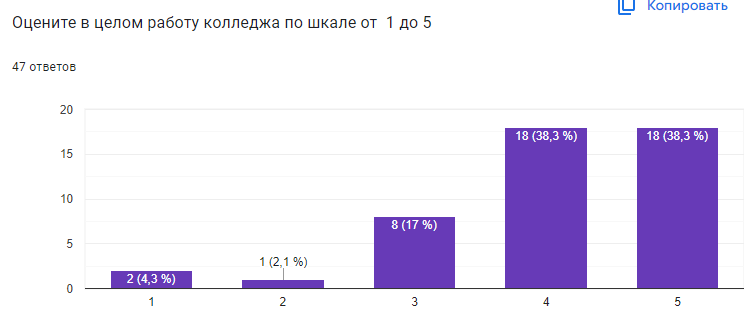 Копировать
Оцените в целом работу колледжа по шкале от 1 до 5
47 ответов
20
15
10
5
0
2 (4,3 %)
1 (2,1 %)
8 (17 %)
18 (38,3 %)
18 (38,3 %)
1
2
3
4
5